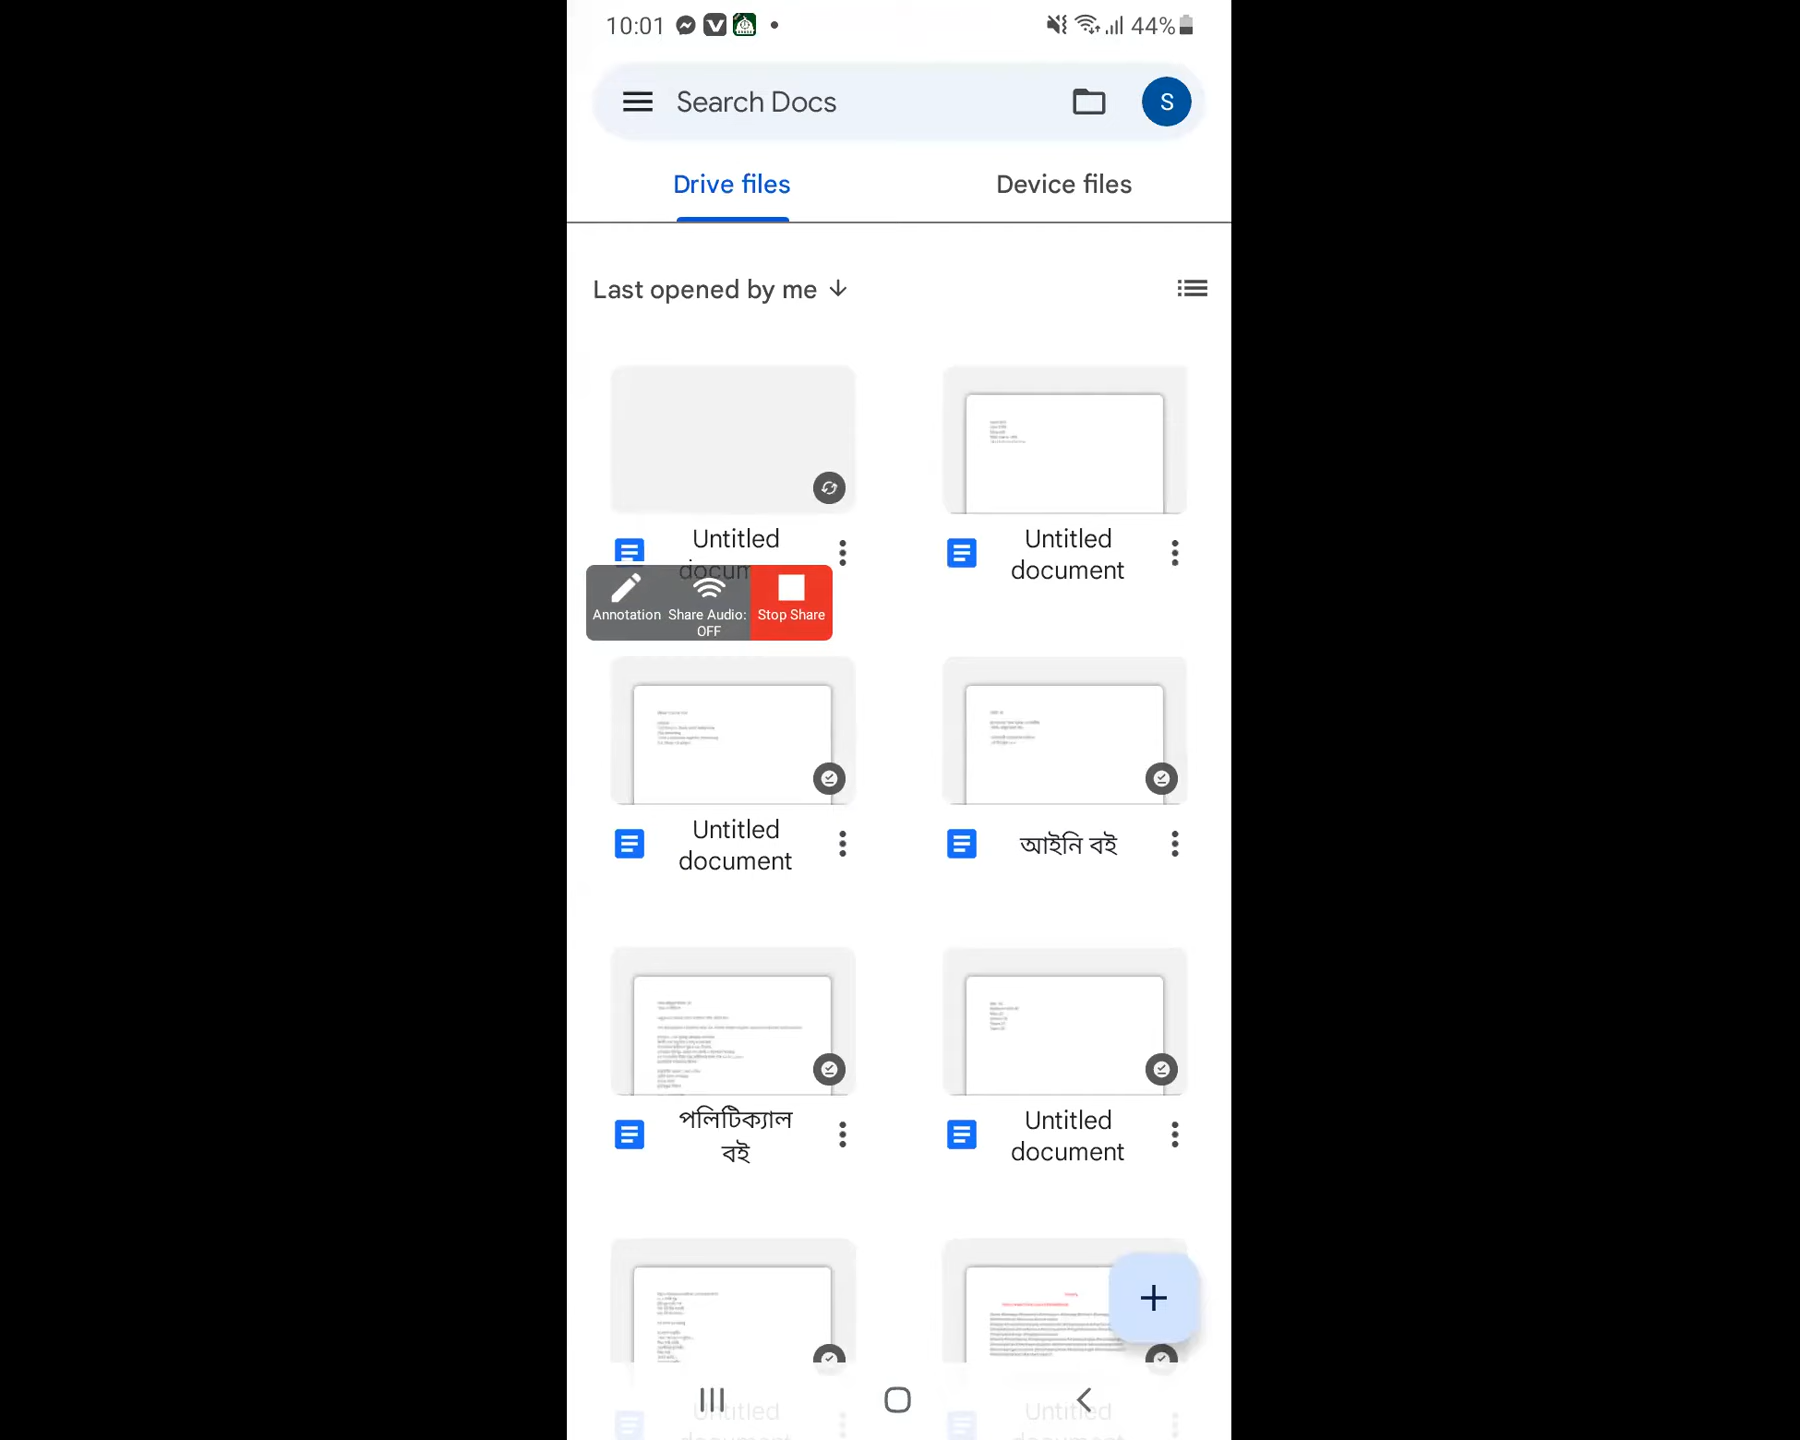 10:01
44%
Search Docs
S
Drive files
Device files
Last opened by me
Untitled
docum
Untitled
document
Annotation
Share Audio:
OFF
Stop Share
Untitled
document
আইনি বই
পলিটিক্যাল
বই
Untitled
document
Untitled
document
Untitled
document